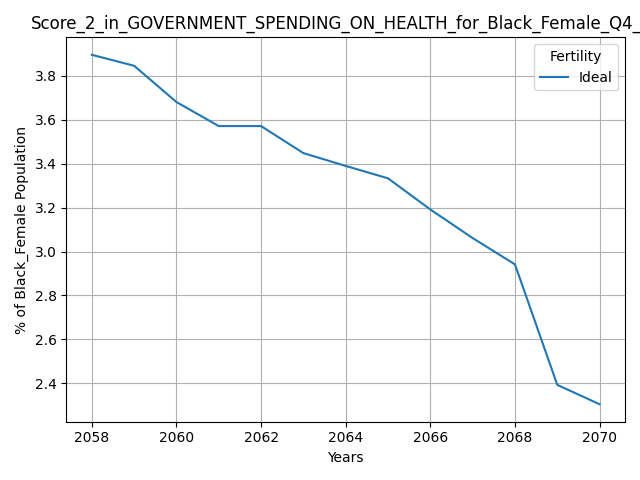 Score_2_in_GOVERNMENT_SPENDING_ON_HEALTH_for_Black_Female_Q4_
Fertility
Ideal
% of Black_Female Population
3.8
3.6
3.4
3.2
3.0
2.8
2.6
2.4
2058 2060 2062 2064 2066 2068 2070
Years